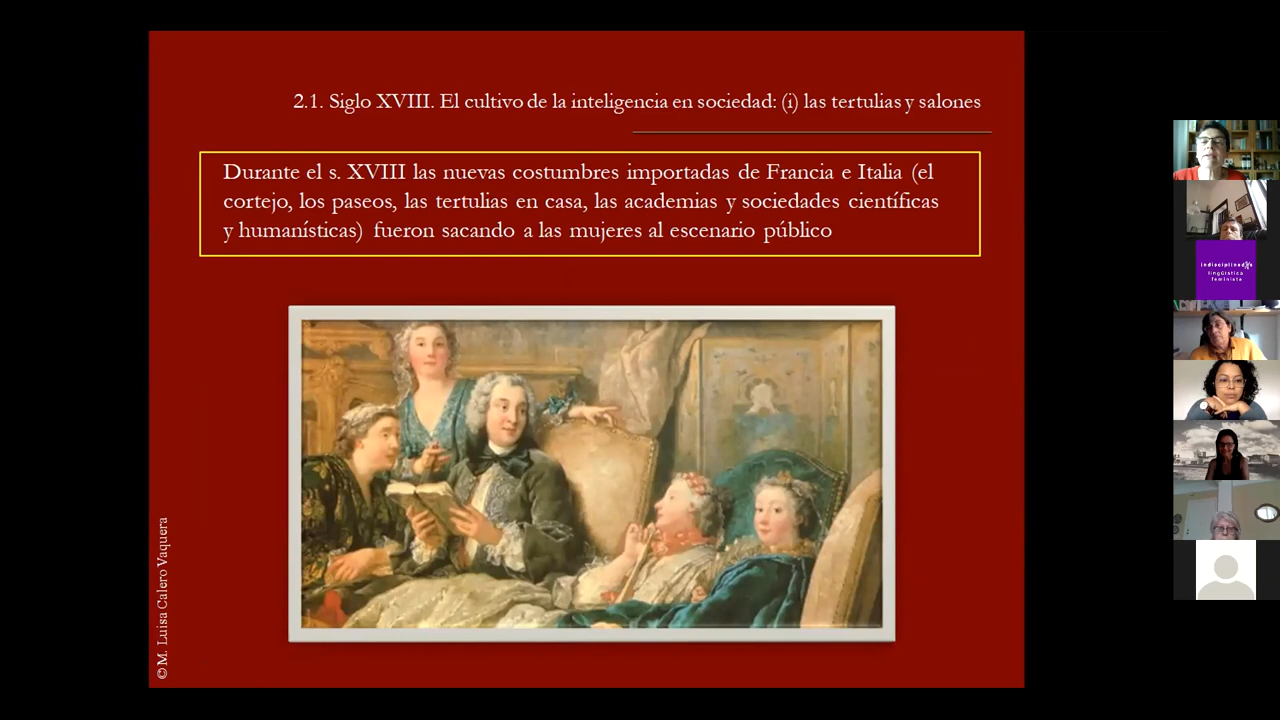 2.1. Siglo XVIII. El cultivo de la inteligencia en sociedad: (i) las tertulias y salones
Durante el s. XVIII las nuevas costumbres importadas de Francia e Italia (el
cortejo, los paseos, las tertulias en casa, las academias y sociedades científicas
y humanísticas) fueron sacando a las mujeres al escenario público
©M. Luisa Calero Vaquera
lingüística
feminista